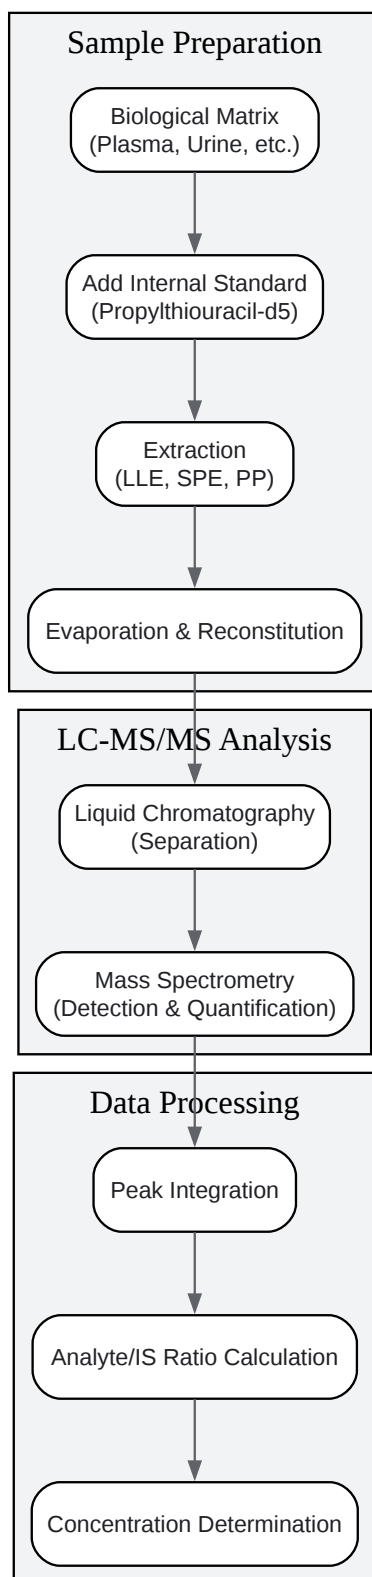 Sample Preparation
Biological Matrix
(Plasma, Urine, etc.)
Add Internal Standard
(Propylthiouracil-d5)
Extraction
(LLE, SPE, PP)
Evaporation & Reconstitution
LC-MS/MS Analysis
Liquid Chromatography
(Separation)
Mass Spectrometry
(Detection & Quantification)
Data Processing
Peak Integration
Analyte/IS Ratio Calculation
Concentration Determination